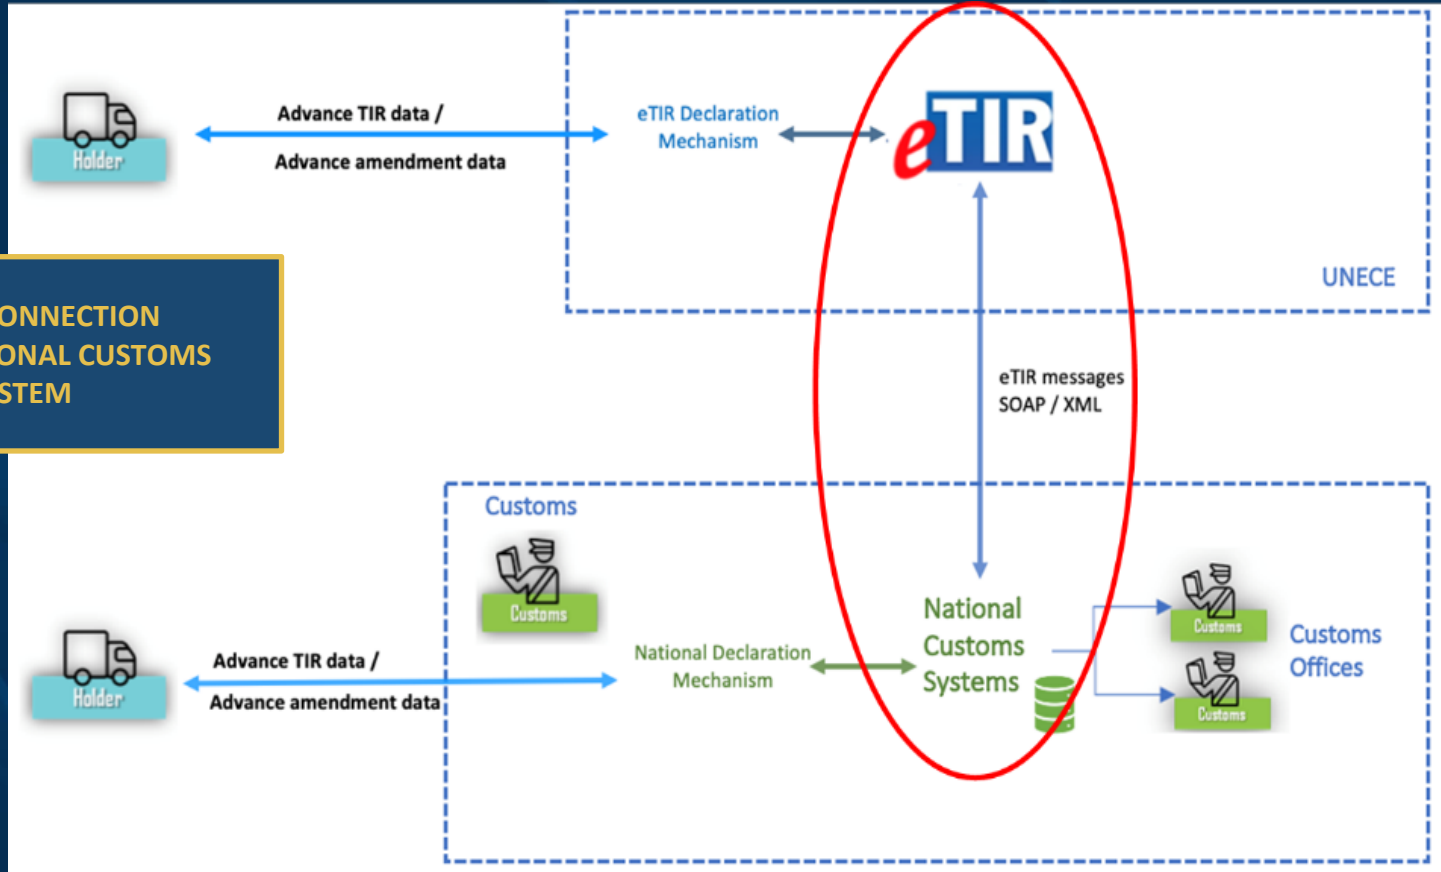 Advance TIR data /
Advance amendment data
Holder
eTIR Declaration
Mechanism
eTIR
UNECE
ONNECTION
ONAL CUSTOMS
STEM
eTIR messages
SOAP / XML
Customs
Customs
Holder
Advance TIR data /
Advance amendment data
National Declaration
Mechanism
National
Customs
Systems
Customs
Customs
Customs
Offices